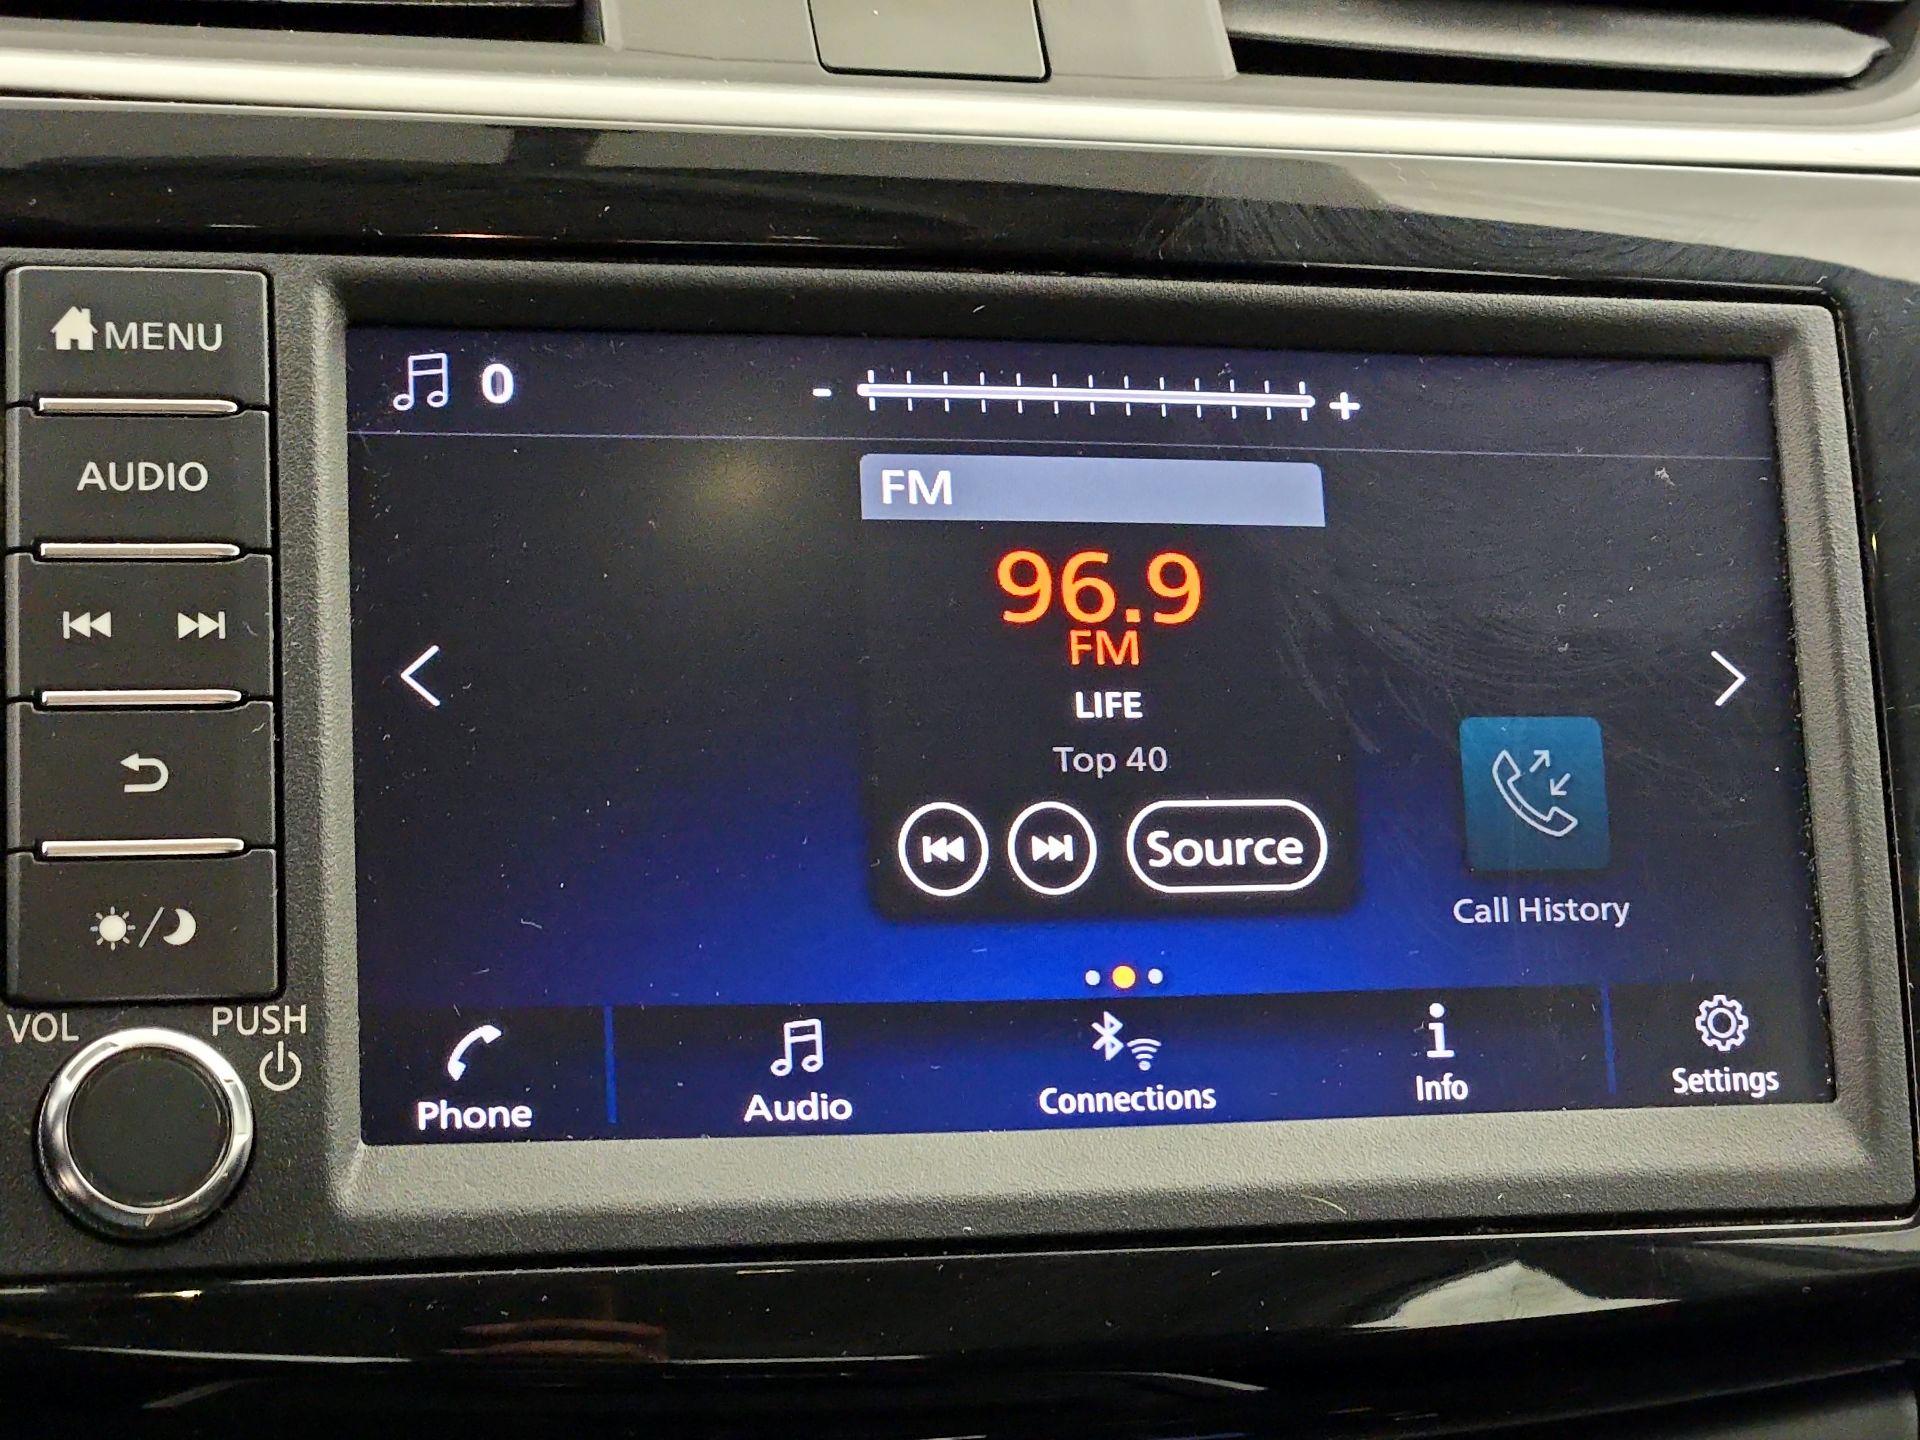 MENU
AUDIO
VOL
PUSH
0
- +
FM
96.9
FM
LIFE
Top 40
Source
Call History
Phone
Audio
Connections
Info
Settings